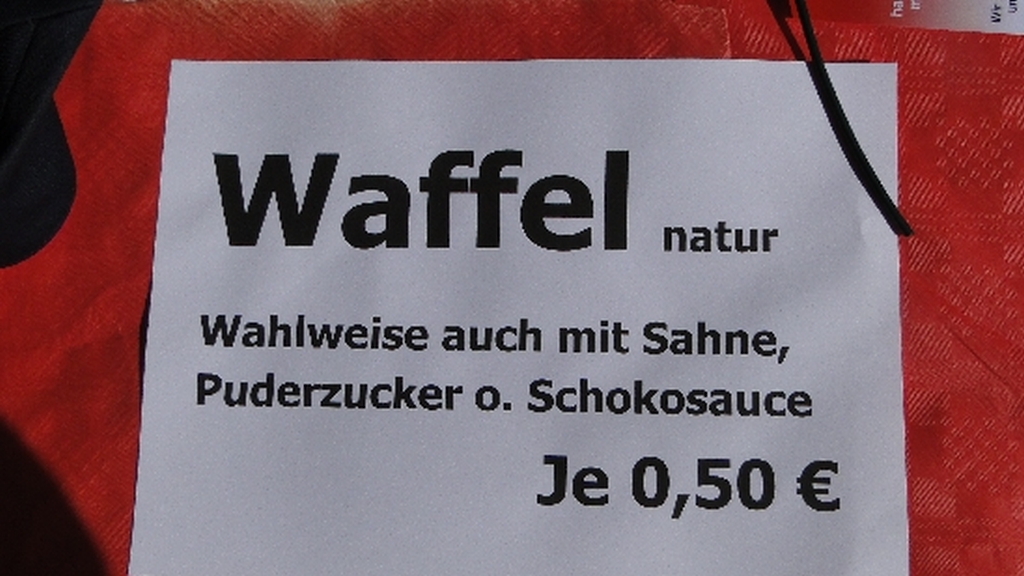 Waffel natur
Wahlweise auch mit Sahne,
Puderzucker o. Schokosauce
Je 0,50 €